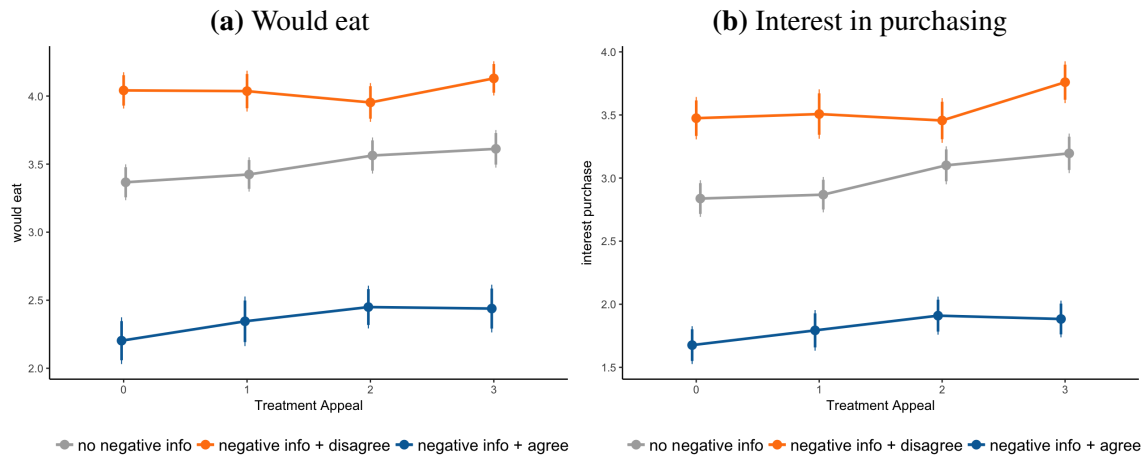 (a) Would eat
would eat
4.0
3.5
3.0
2.5
2.0
0 1 2 3
Treatment Appeal
no negative info negative info + disagree negative info + agree
(b) Interest in purchasing
interest purchase
4.0
3.5
3.0
2.5
2.0
1.5
0 1 2 3
Treatment Appeal
no negative info negative info + disagree negative info + agree